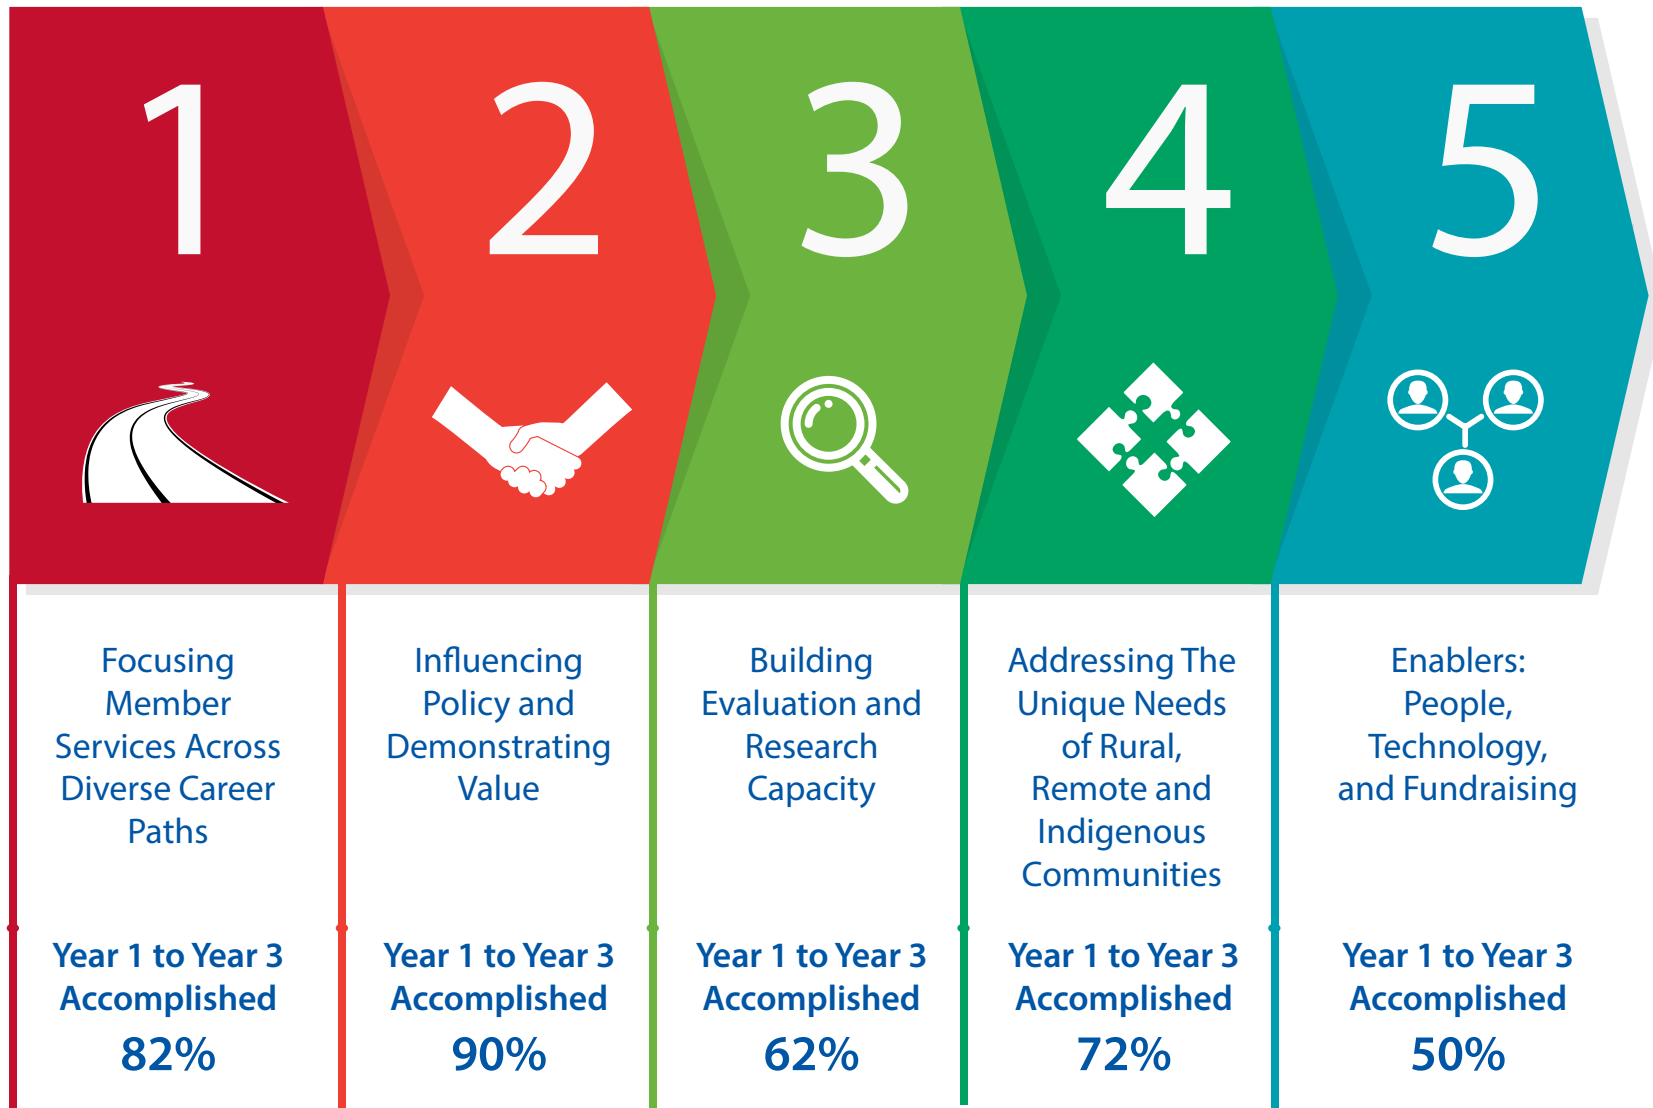 1
2
3
4
5
Focusing
Member
Services Across
Diverse Career
Paths
Year 1 to Year 3
Accomplished
82%
Influencing
Policy and
Demonstrating
Value
Year 1 to Year 3
Accomplished
90%
Building
Evaluation and
Research
Capacity
Year 1 to Year 3
Accomplished
62%
Addressing The
Unique Needs
of Rural,
Remote and
Indigenous
Communities
Year 1 to Year 3
Accomplished
72%
Enablers:
People,
Technology,
and Fundraising
Year 1 to Year 3
Accomplished
50%